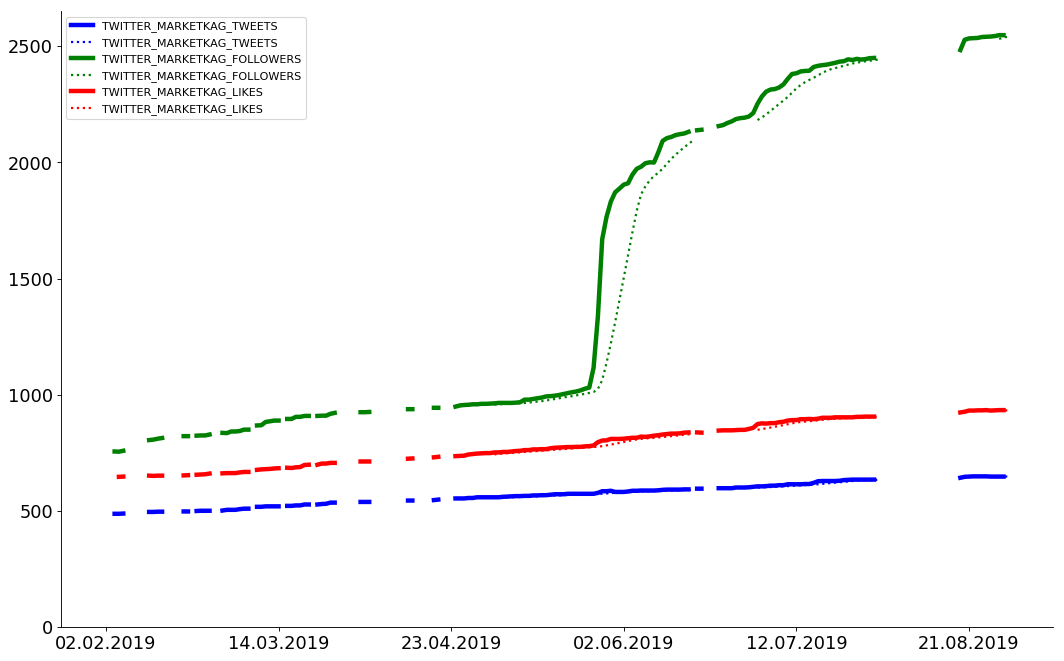 TWITTER_MARKETKAG_TWEETS
TWITTER_MARKETKAG_TWEETS
TWITTER_MARKETKAG_FOLLOWERS
TWITTER_MARKETKAG_FOLLOWERS
TWITTER_MARKETKAG_LIKES
TWITTER_MARKETKAG_LIKES
2500
2000
1500
1000
500
0
02.02.2019 14.03.2019 23.04.2019 02.06.2019 12.07.2019 21.08.2019